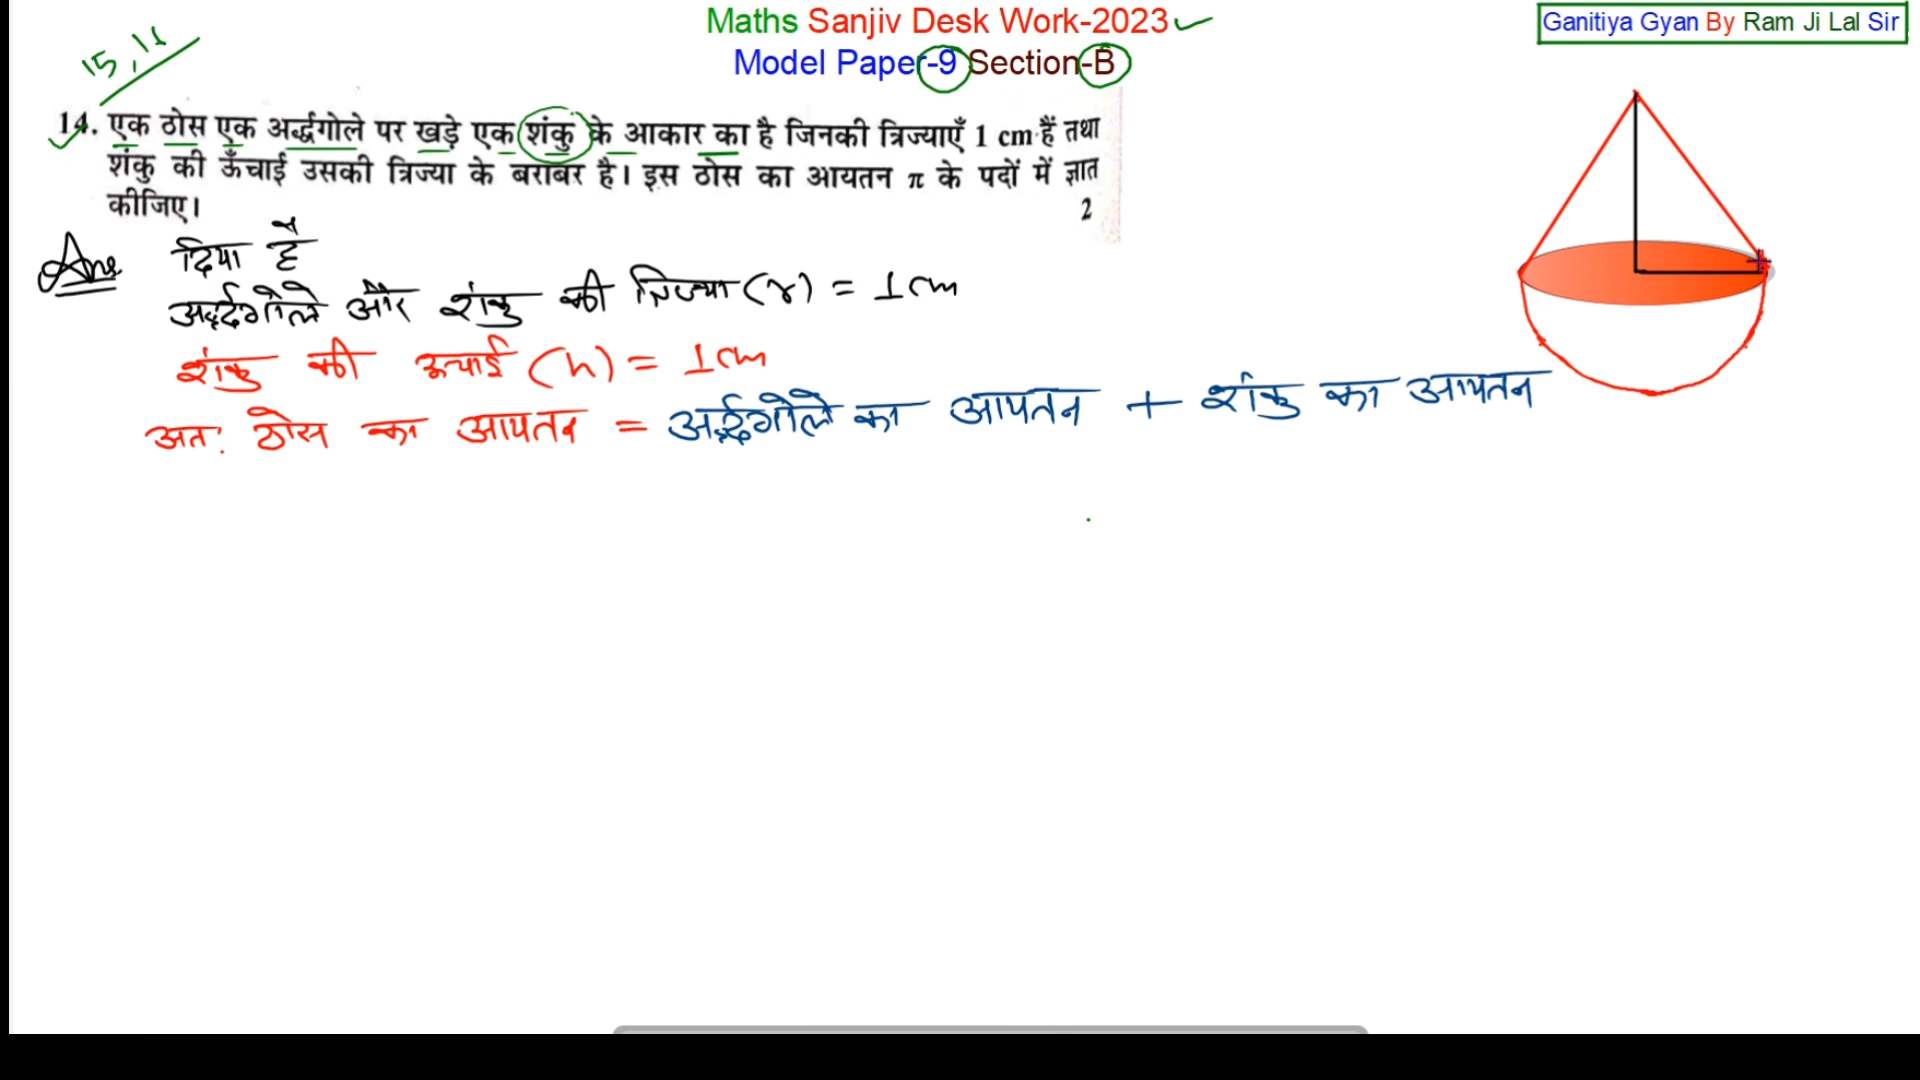 Maths Sanjiv Desk Work-2023
Ganitiya Gyan By Ram Ji Lal Sir
Model Paper-9 Section-B
15, 11
14. एक ठोस एक अर्द्धगोले पर खड़े एक शंकु के आकार का है जिनकी त्रिज्याएँ 1 cm हैं तथा
शंकु की ऊँचाई उसकी त्रिज्या के बराबर है। इस ठोस का आयतन π के पदों में ज्ञात
कीजिए। 2
Ans दिया है
अर्द्धगोले और शंकु की त्रिज्या (r) = 1 cm
शंकु की ऊचाई (h) = 1 cm
अतः ठोस का आयतन = अर्द्धगोले का आयतन + शंकु का आयतन